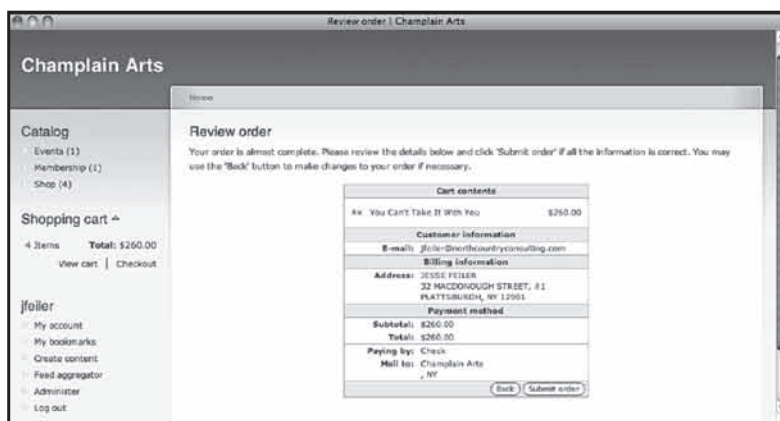 Review order | Champlain Arts
Champlain Arts
Home
Catalog
Events (1)
Membership (1)
Shop (4)
Shopping cart
4 Items Total: $260.00
View cart | Checkout
jfeiler
My account
My bookmarks
Create content
Feed aggregator
Administer
Log out
Review order
Your order is almost complete. Please review the details below and click 'Submit order' if all the information is correct. You may
use the 'Back' button to make changes to your order if necessary.
Cart contents
4x You Can't Take It With You $260.00
Customer information
E-mail: jfeiler@northcountryconsulting.com
Billing information
Address: JESSE FEILER
32 MACDONOUGH STREET, #1
PLATTSBURGH, NY 12901
Payment method
Subtotal: $260.00
Total: $260.00
Paying by: Check
Mail to: Champlain Arts
, NY
Back Submit order